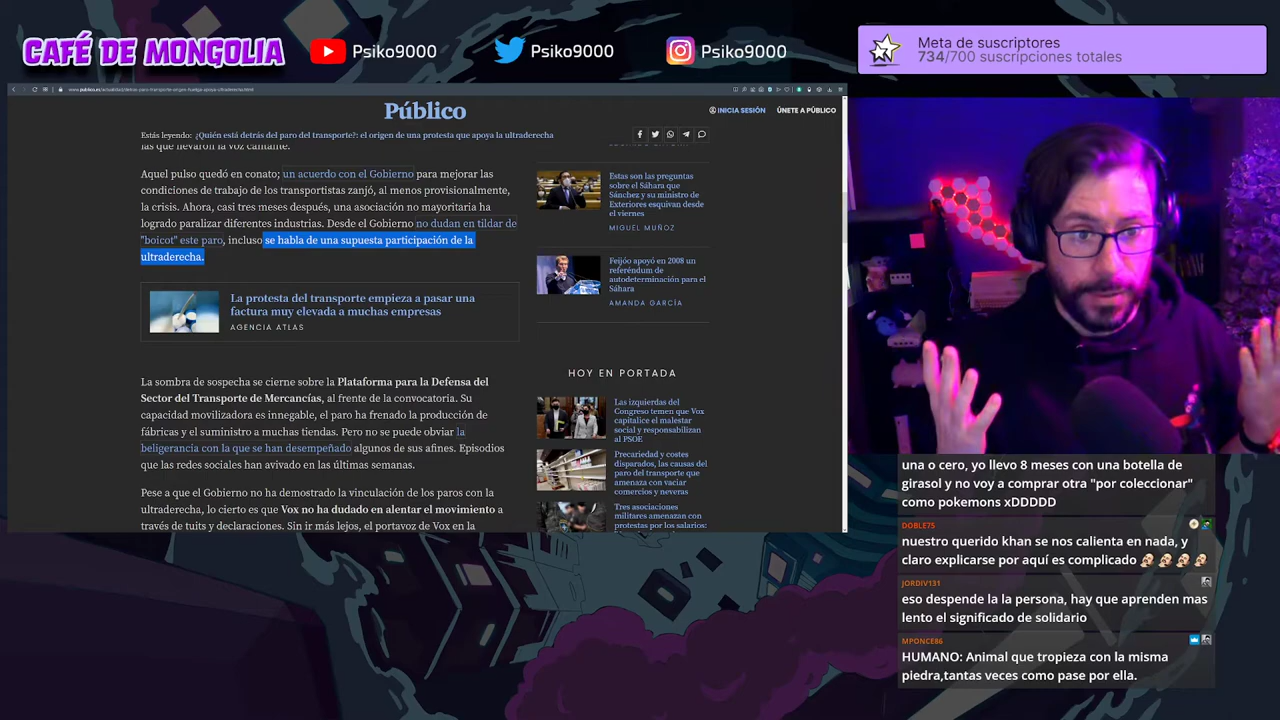 CAFÉ DE MONGOLIA
Psiko9000
Psiko9000
Psiko9000
Meta de suscriptores
734/700 suscripciones totales
Público
INICIA SESIÓN
ÚNETE A PÚBLICO
Estás leyendo: ¿Quién está detrás del paro del transporte?: el origen de una protesta que apoya la ultraderecha
las que llevaron la voz cantante.
Aquel pulso quedó en conato; un acuerdo con el Gobierno para mejorar las
condiciones de trabajo de los transportistas zanjó, al menos provisionalmente,
la crisis. Ahora, casi tres meses después, una asociación no mayoritaria ha
logrado paralizar diferentes industrias. Desde el Gobierno no dudan en tildar de
"boicot" este paro, incluso se habla de una supuesta participación de la
ultraderecha.
La protesta del transporte empieza a pasar una
factura muy elevada a muchas empresas
AGENCIA ATLAS
La sombra de sospecha se cierne sobre la Plataforma para la Defensa del
Sector del Transporte de Mercancías, al frente de la convocatoria. Su
capacidad movilizadora es innegable, el paro ha frenado la producción de
fábricas y el suministro a muchas tiendas. Pero no se puede obviar la
beligerancia con la que se han desempeñado algunos de sus afines. Episodios
que las redes sociales han avivado en las últimas semanas.
Pese a que el Gobierno no ha demostrado la vinculación de los paros con la
ultraderecha, lo cierto es que Vox no ha dudado en alentar el movimiento a
través de tuits y declaraciones. Sin ir más lejos, el portavoz de Vox en la
Estas son las preguntas
sobre el Sáhara que
Sánchez y su ministro de
Exteriores esquivan desde
el viernes
MIGUEL MUÑOZ
Feijóo apoyó en 2008 un
referéndum de
autodeterminación para el
Sáhara
AMANDA GARCÍA
HOY EN PORTADA
Las izquierdas del
Congreso temen que Vox
capitalice el malestar
social y responsabilizan
al PSOE
Precariedad y costes
disparados, las causas del
paro del transporte que
amenaza con vaciar
comercios y neveras
Tres asociaciones
militares amenazan con
protestas por los salarios:
una o cero, yo llevo 8 meses con una botella de
girasol y no voy a comprar otra "por coleccionar"
como pokemons xDDDDD
DOBLE75
nuestro querido khan se nos calienta en nada, y
claro explicarse por aquí es complicado
JORDIV131
eso despende la la persona, hay que aprenden mas
lento el significado de solidario
MPONCE86
HUMANO: Animal que tropieza con la misma
piedra,tantas veces como pase por ella.